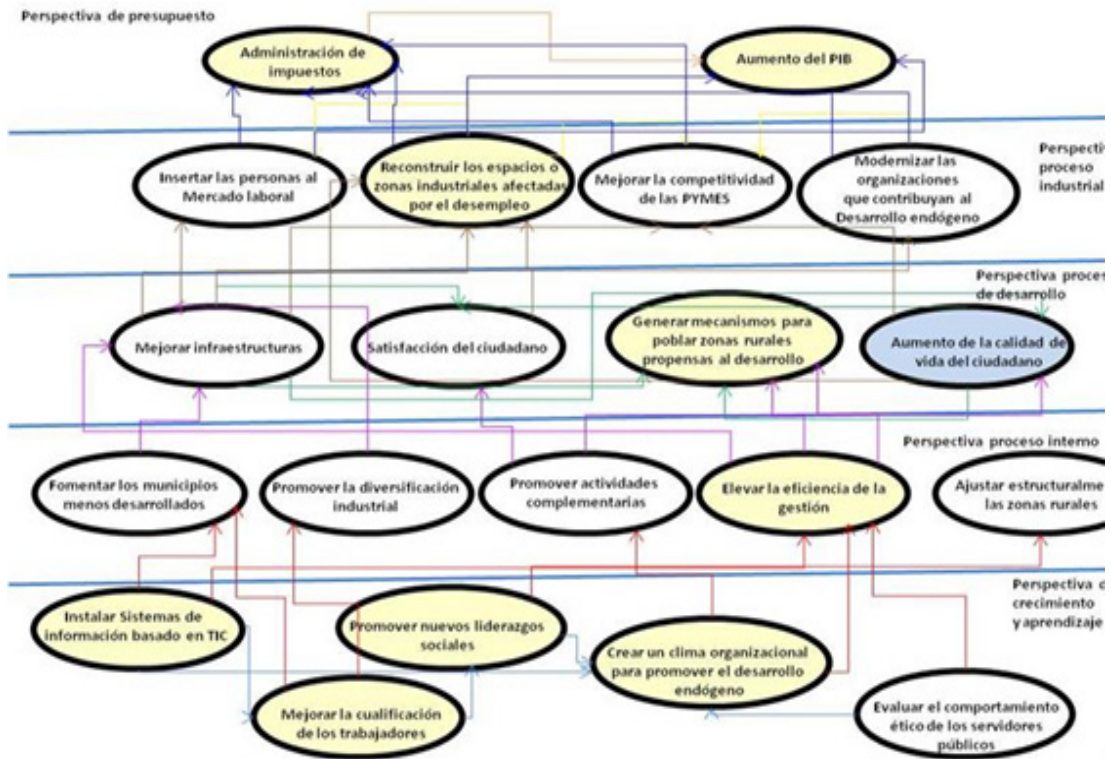 Perspectiva de presupuesto
Administración de
impuestos
Aumento del PIB
Perspectiv
proceso
industrial
Insertar las personas al
Mercado laboral
Reconstruir los espacios o
zonas industriales afectadas
por el desempleo
Mejorar la competitividad
de las PYMES
Modernizar las
organizaciones
que contribuyan al
Desarrollo endógeno
Perspectiva proces
de desarrollo
Mejorar infraestructuras
Satisfacción del ciudadano
Generar mecanismos para
poblar zonas rurales
propensas al desarrollo
Aumento de la calidad de
vida del ciudadano
Perspectiva proceso interno
Fomentar los municipios
menos desarrollados
Promover la diversificación
industrial
Promover actividades
complementarias
Elevar la eficiencia de la
gestión
Ajustar estructuralme
las zonas rurales
Perspectiva d
crecimiento
y aprendizaje
Instalar Sistemas de
información basado en TIC
Promover nuevos liderazgos
sociales
Crear un clima organizacional
para promover el desarrollo
endógeno
Mejorar la cualificación
de los trabajadores
Evaluar el comportamiento
ético de los servidores
públicos